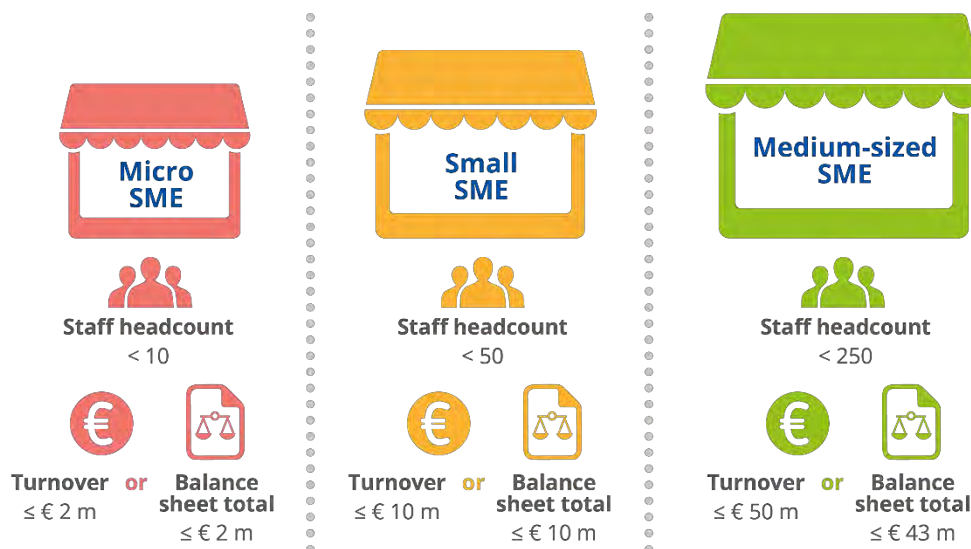 Micro
SME
Staff headcount
< 10
Turnover or Balance
sheet total
≤ € 2 m
≤ € 2 m
Small
SME
Staff headcount
< 50
Turnover or Balance
sheet total
≤ € 10 m
≤ € 10 m
Medium-sized
SME
Staff headcount
< 250
Turnover or Balance
sheet total
≤ € 50 m
≤ € 43 m